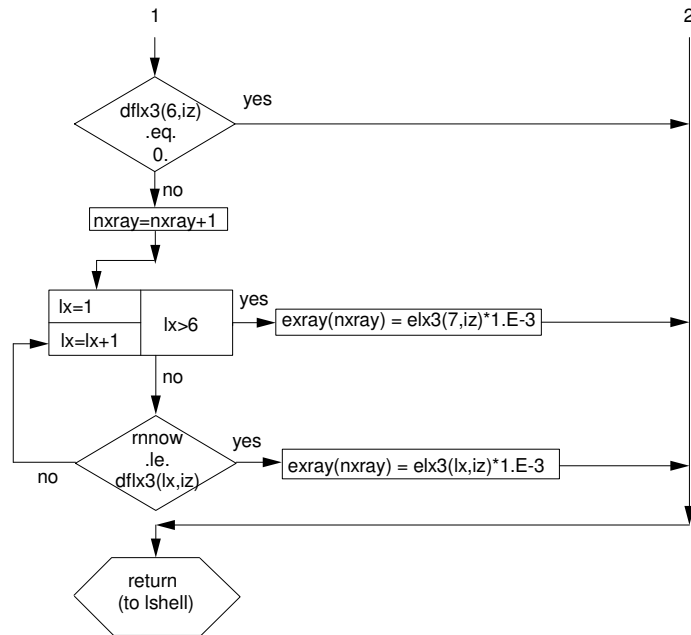 1
2
dflx3(6,iz)
.eq.
0.
yes
no
nxray=nxray+1
lx=1
lx=lx+1
lx>6
yes
exray(nxray) = elx3(7,iz)*1.E-3
no
rnnow
.le.
dflx3(lx,iz)
yes
no
exray(nxray) = elx3(lx,iz)*1.E-3
return
(to lshell)